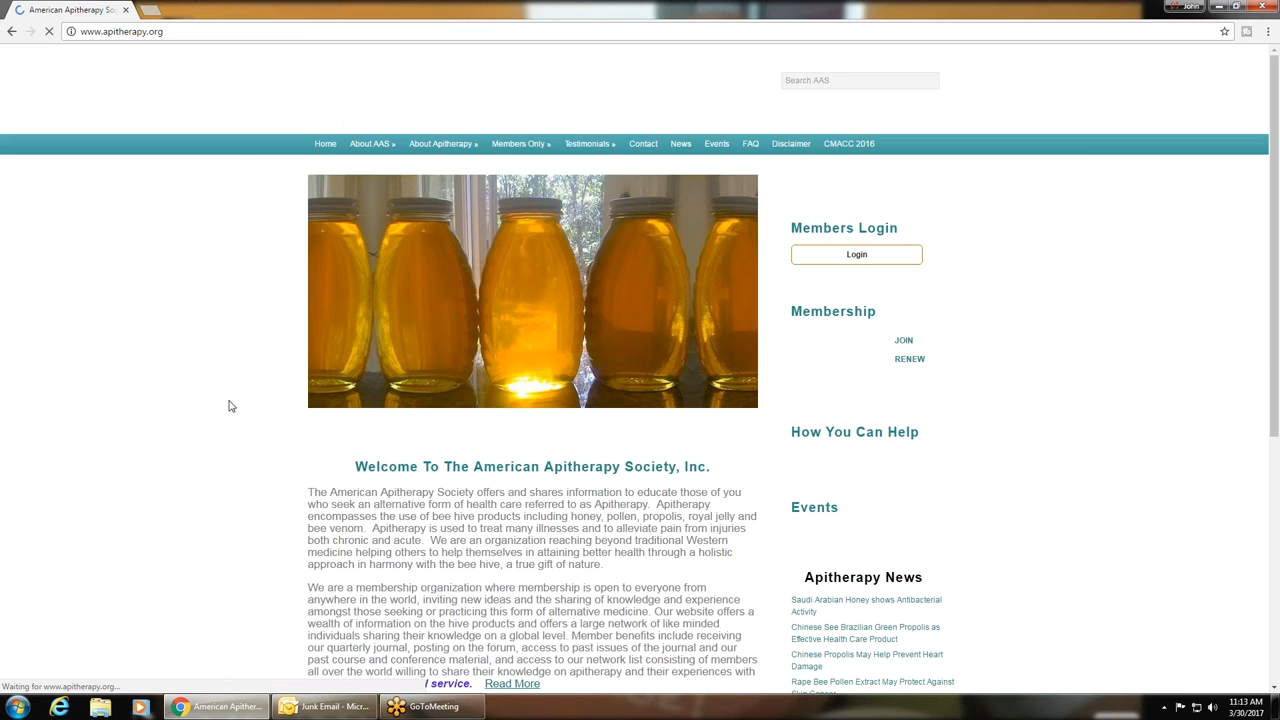 American Apitherapy So
John
www.apitherapy.org
Search AAS
Home About AAS » About Apitherapy » Members Only » Testimonials » Contact News Events FAQ Disclaimer CMACC 2016
Members Login
Login
Membership
JOIN
RENEW
How You Can Help
Welcome To The American Apitherapy Society, Inc.
The American Apitherapy Society offers and shares information to educate those of you
who seek an alternative form of health care referred to as Apitherapy. Apitherapy
encompasses the use of bee hive products including honey, pollen, propolis, royal jelly and
bee venom. Apitherapy is used to treat many illnesses and to alleviate pain from injuries
both chronic and acute. We are an organization reaching beyond traditional Western
medicine helping others to help themselves in attaining better health through a holistic
approach in harmony with the bee hive, a true gift of nature.
We are a membership organization where membership is open to everyone from
anywhere in the world, inviting new ideas and the sharing of knowledge and experience
amongst those seeking or practicing this form of alternative medicine. Our website offers a
wealth of information on the hive products and offers a large network of like minded
individuals sharing their knowledge on a global level. Member benefits include receiving
our quarterly journal, posting on the forum, access to past issues of the journal and our
past course and conference material, and access to our network list consisting of members
all over the world willing to share their knowledge on apitherapy and their experiences with
l service. Read More
Events
Apitherapy News
Saudi Arabian Honey shows Antibacterial
Activity
Chinese See Brazilian Green Propolis as
Effective Health Care Product
Chinese Propolis May Help Prevent Heart
Damage
Rape Bee Pollen Extract May Protect Against
Skin Cancer
Waiting for www.apitherapy.org...
American Apither...
Junk Email - Micr...
GoToMeeting
11:13 AM
3/30/2017